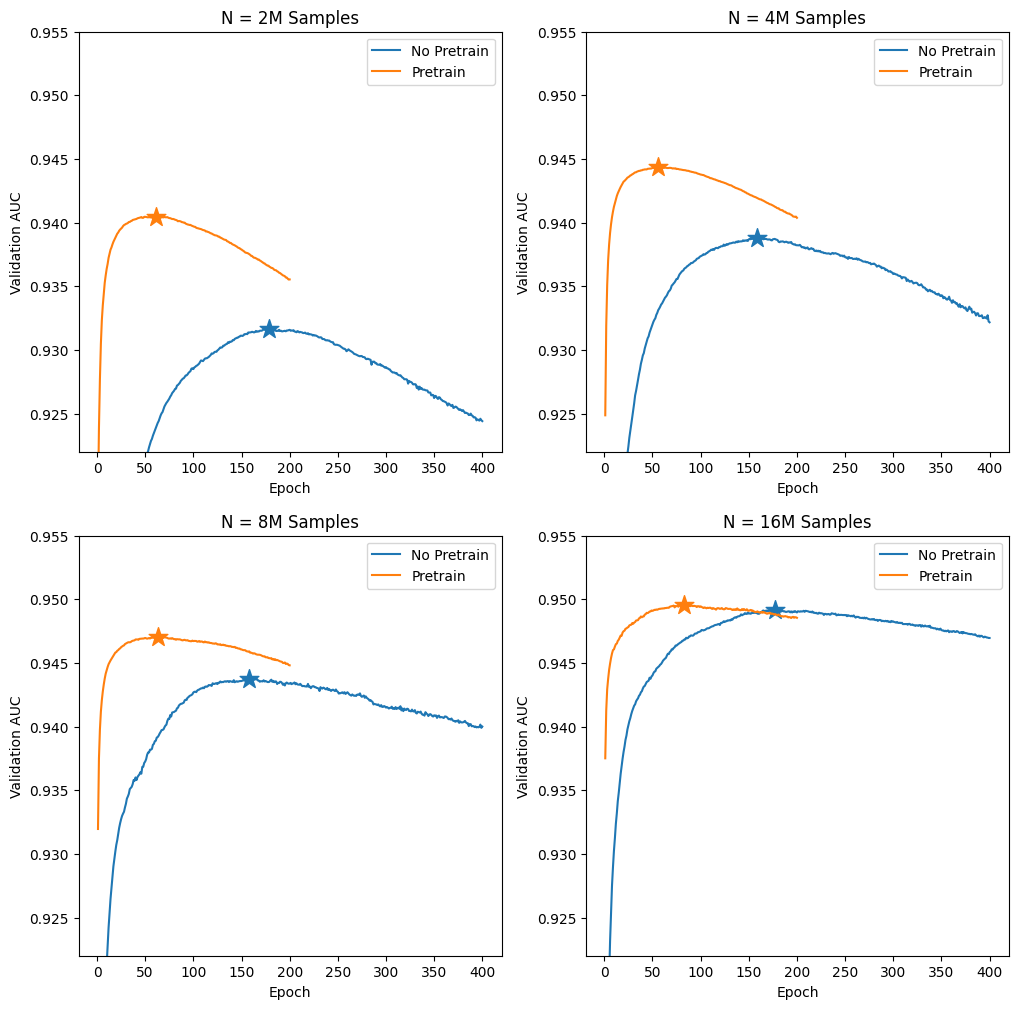 N = 2M Samples
No Pretrain
Pretrain
0.955
0.950
0.945
0.940
0.935
0.930
0.925
Validation AUC
0 50 100 150 200 250 300 350 400
Epoch
N = 4M Samples
No Pretrain
Pretrain
0.955
0.950
0.945
0.940
0.935
0.930
0.925
Validation AUC
0 50 100 150 200 250 300 350 400
Epoch
N = 8M Samples
No Pretrain
Pretrain
0.955
0.950
0.945
0.940
0.935
0.930
0.925
Validation AUC
0 50 100 150 200 250 300 350 400
Epoch
N = 16M Samples
No Pretrain
Pretrain
0.955
0.950
0.945
0.940
0.935
0.930
0.925
Validation AUC
0 50 100 150 200 250 300 350 400
Epoch